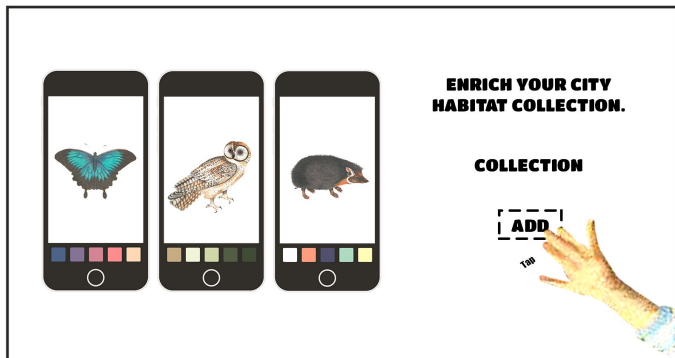 ENRICH YOUR CITY
HABITAT COLLECTION.
COLLECTION
ADD
Tap